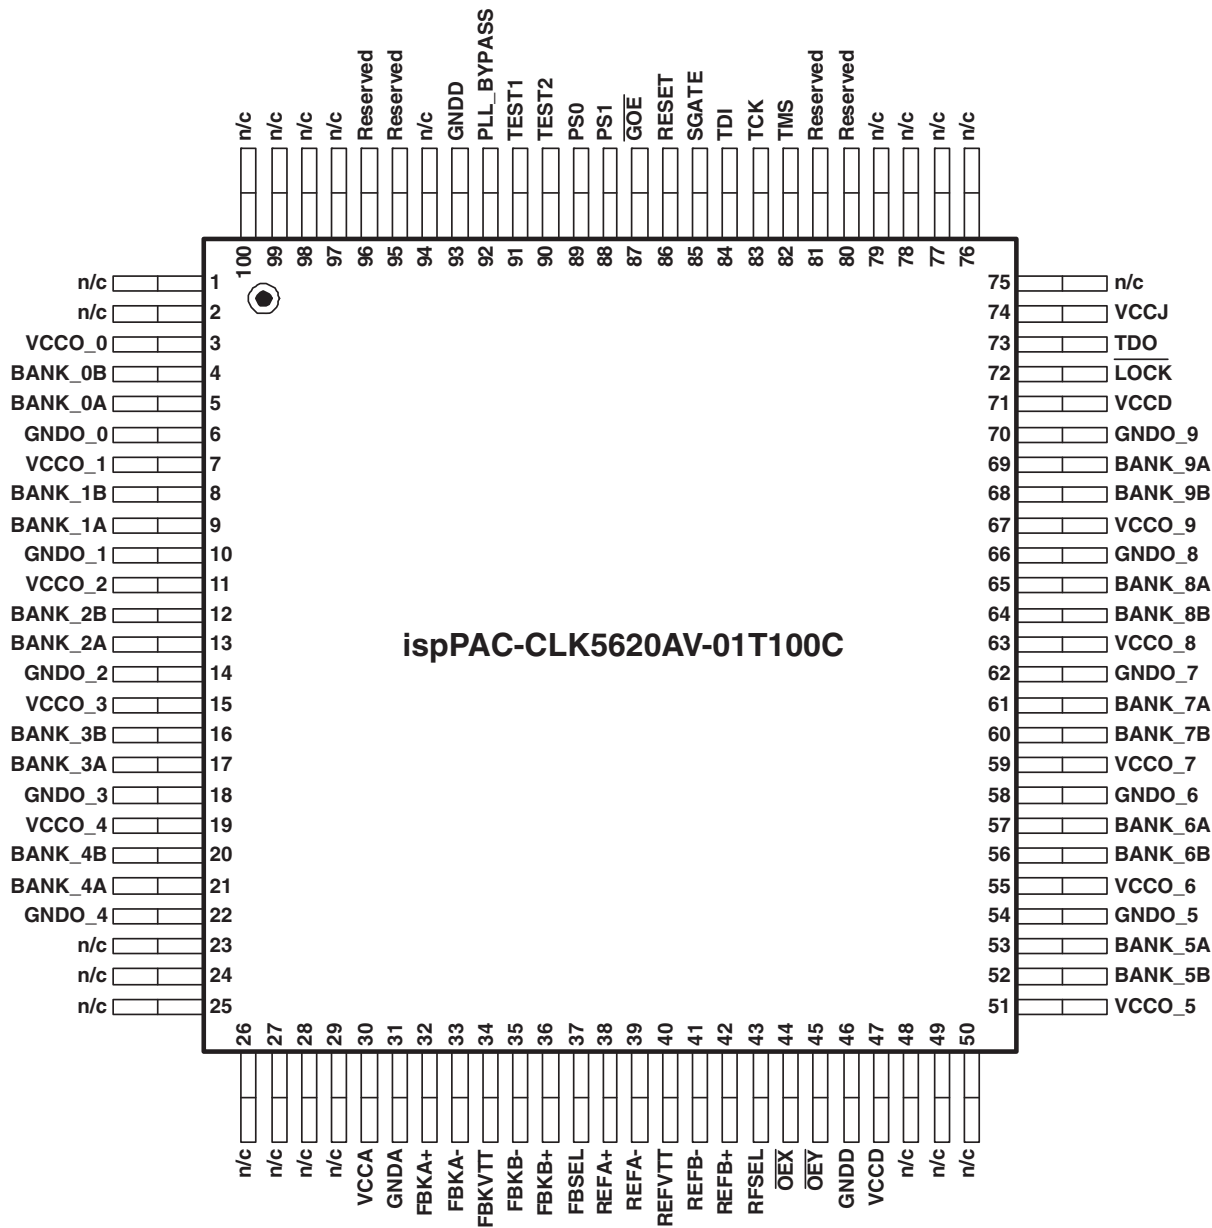 n/c
n/c
n/c
n/c
Reserved
Reserved
n/c
GNDD
PLL_BYPASS
TEST1
TEST2
PS0
PS1
GOE
RESET
SGATE
TDI
TCK
TMS
Reserved
Reserved
n/c
n/c
n/c
n/c
100
99
98
97
96
95
94
93
92
91
90
89
88
87
86
85
84
83
82
81
80
79
78
77
76
n/c 1
n/c 2
VCCO_0 3
BANK_0B 4
BANK_0A 5
GNDO_0 6
VCCO_1 7
BANK_1B 8
BANK_1A 9
GNDO_1 10
VCCO_2 11
BANK_2B 12
BANK_2A 13
GNDO_2 14
VCCO_3 15
BANK_3B 16
BANK_3A 17
GNDO_3 18
VCCO_4 19
BANK_4B 20
BANK_4A 21
GNDO_4 22
n/c 23
n/c 24
n/c 25
ispPAC-CLK5620AV-01T100C
75 n/c
74 VCCJ
73 TDO
72 LOCK
71 VCCD
70 GNDO_9
69 BANK_9A
68 BANK_9B
67 VCCO_9
66 GNDO_8
65 BANK_8A
64 BANK_8B
63 VCCO_8
62 GNDO_7
61 BANK_7A
60 BANK_7B
59 VCCO_7
58 GNDO_6
57 BANK_6A
56 BANK_6B
55 VCCO_6
54 GNDO_5
53 BANK_5A
52 BANK_5B
51 VCCO_5
26
27
28
29
30
31
32
33
34
35
36
37
38
39
40
41
42
43
44
45
46
47
48
49
50
n/c
n/c
n/c
n/c
VCCA
GNDA
FBKA+
FBKA-
FBKVTT
FBKB-
FBKB+
FBSEL
REFA+
REFA-
REFVTT
REFB-
REFB+
RFSEL
OEX
OEY
GNDD
VCCD
n/c
n/c
n/c